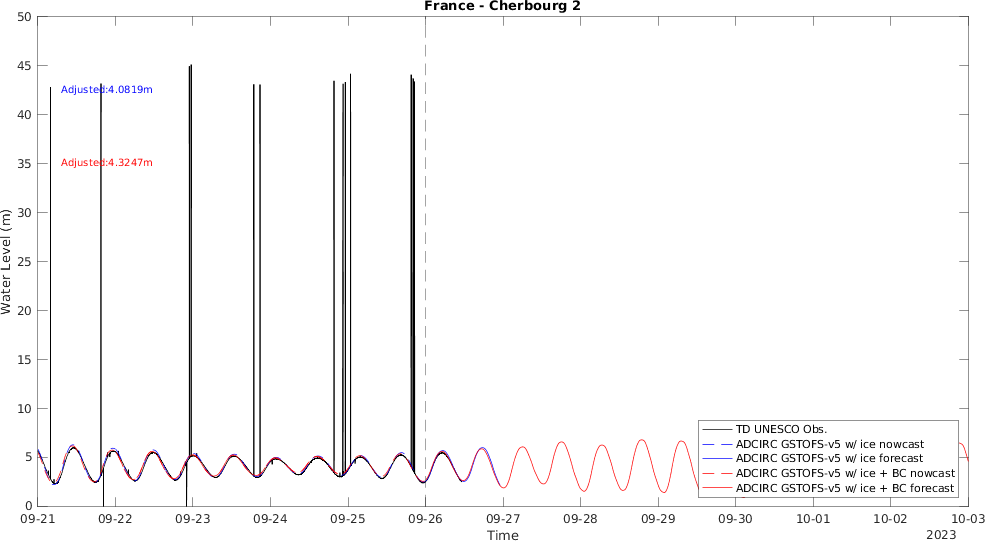 France - Cherbourg 2
50
45
40
35
30
25
20
15
10
5
0
Water Level (m)
Adjusted:4.0819m
Adjusted:4.3247m
TD UNESCO Obs.
ADCIRC GSTOFS-v5 w/ ice nowcast
ADCIRC GSTOFS-v5 w/ ice forecast
ADCIRC GSTOFS-v5 w/ ice + BC nowcast
ADCIRC GSTOFS-v5 w/ ice + BC forecast
09-21 09-22 09-23 09-24 09-25 09-26 09-27 09-28 09-29 09-30 10-01 10-02 10-03
Time
2023